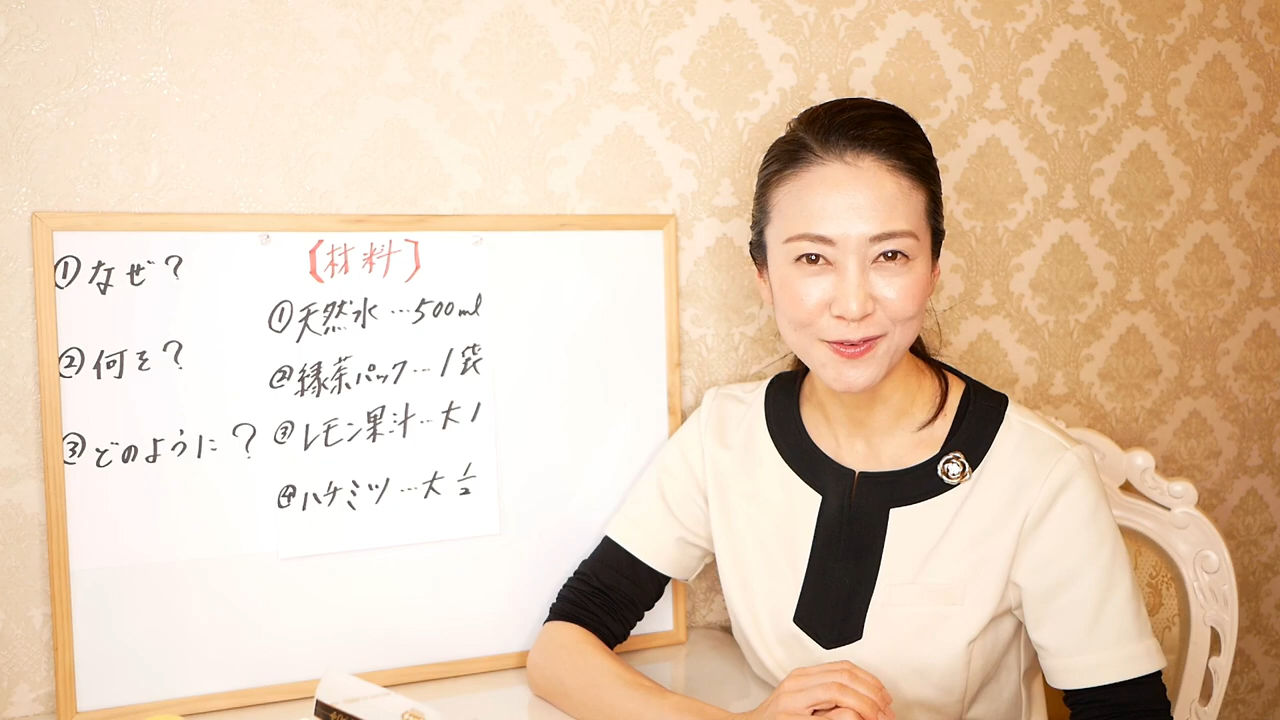 ①なぜ?
②何を?
③どのように?
【材料】
①天然水…500ml
②緑茶パック…1袋
③レモン果汁…大1
④ハチミツ…大1/2